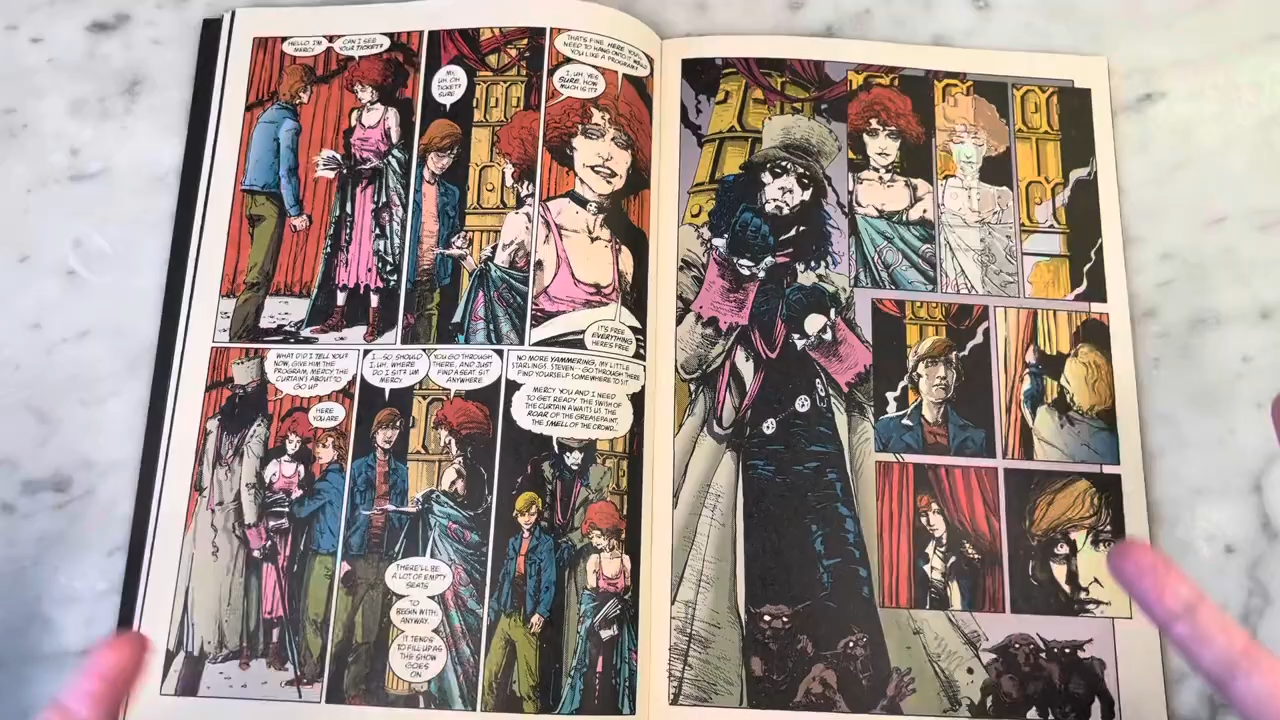 HELLO. I'M
MERCY.
CAN I SEE
YOUR TICKET?
MY,
UH. OH.
TICKET?
SURE.
THAT'S FINE. HERE YOU
NEED TO HANG ONTO IT. WOULD
YOU LIKE A PROGRAM?
I, UH, YES
SURE. HOW
MUCH IS IT?
IT'S FREE
EVERYTHING
HERE'S FREE
WHAT DID I TELL YOU?
NOW, GIVE HIM THE
PROGRAM, MERCY, THE
CURTAIN'S ABOUT TO
GO UP
HERE
YOU ARE
I...SO, SHOULD
I, UH. WHERE
DO I SIT? UM
MERCY.
YOU GO THROUGH
THERE, AND JUST
FIND A SEAT. SIT
ANYWHERE
THERE'LL BE
A LOT OF EMPTY
SEATS
TO
BEGIN WITH,
ANYWAY.
IT TENDS
TO FILL UP AS
THE SHOW
GOES
ON.
NO MORE YAMMERING, MY LITTLE
STARLINGS. STEVEN-- GO THROUGH THERE
FIND YOURSELF SOMEWHERE TO SIT
MERCY YOU AND I NEED
TO GET READY. THE SWISH OF
THE CURTAIN AWAITS US. THE
ROAR OF THE GREASEPAINT,
THE SMELL OF THE CROWD...